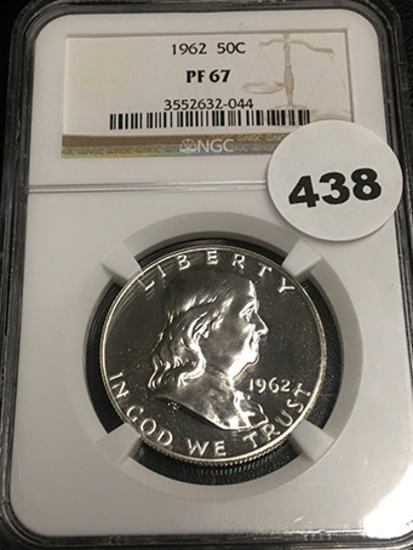 1962 50C
PF 67
3552632-044
NGC
438
LIBERTY
1962
IN GOD WE TRUST